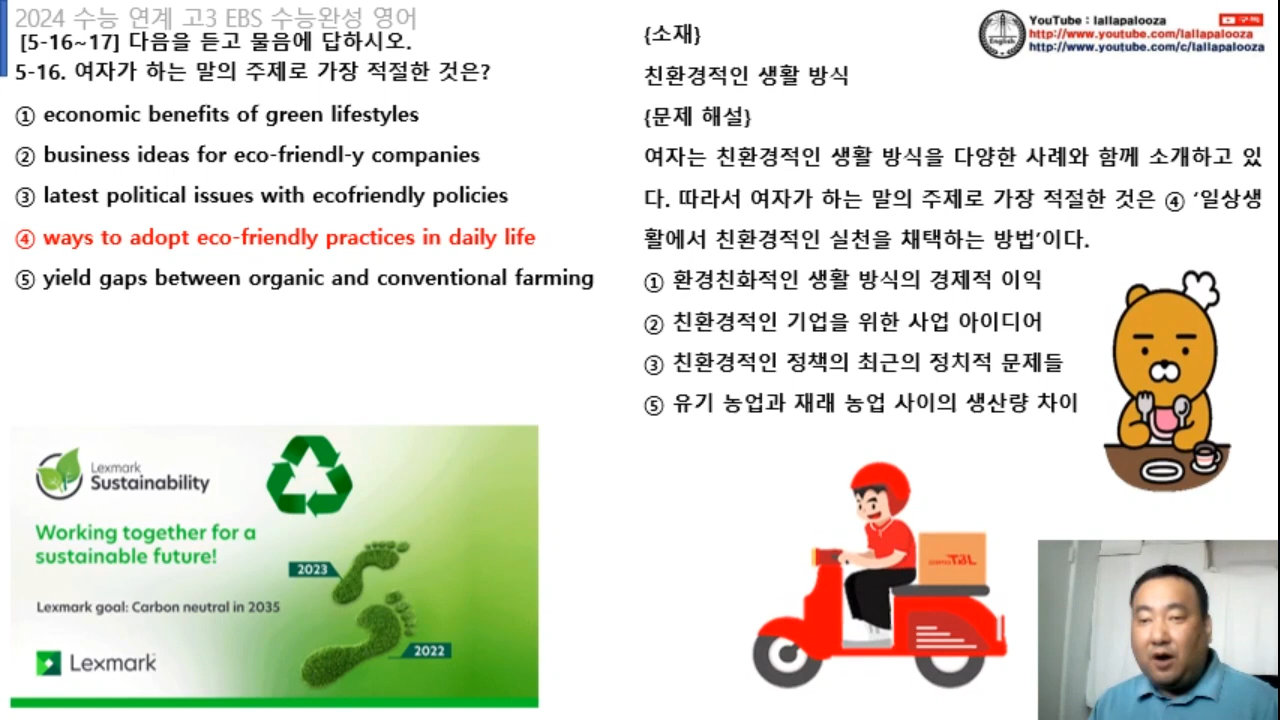 2024 수능 연계 고3 EBS 수능완성 영어
[5-16~17] 다음을 듣고 물음에 답하시오.
5-16. 여자가 하는 말의 주제로 가장 적절한 것은?
① economic benefits of green lifestyles
② business ideas for eco-friendl-y companies
③ latest political issues with ecofriendly policies
④ ways to adopt eco-friendly practices in daily life
⑤ yield gaps between organic and conventional farming
Lexmark
Sustainability
Working together for a
sustainable future!
2023
Lexmark goal: Carbon neutral in 2035
2022
Lexmark
{소재}
친환경적인 생활 방식
{문제 해설}
여자는 친환경적인 생활 방식을 다양한 사례와 함께 소개하고 있
다. 따라서 여자가 하는 말의 주제로 가장 적절한 것은 ④ ‘일상생
활에서 친환경적인 실천을 채택하는 방법’이다.
① 환경친화적인 생활 방식의 경제적 이익
② 친환경적인 기업을 위한 사업 아이디어
③ 친환경적인 정책의 최근의 정치적 문제들
⑤ 유기 농업과 재래 농업 사이의 생산량 차이
English
YouTube : lallapalooza
구독
http://www.youtube.com/lallapalooza
http://www.youtube.com/c/lallapalooza